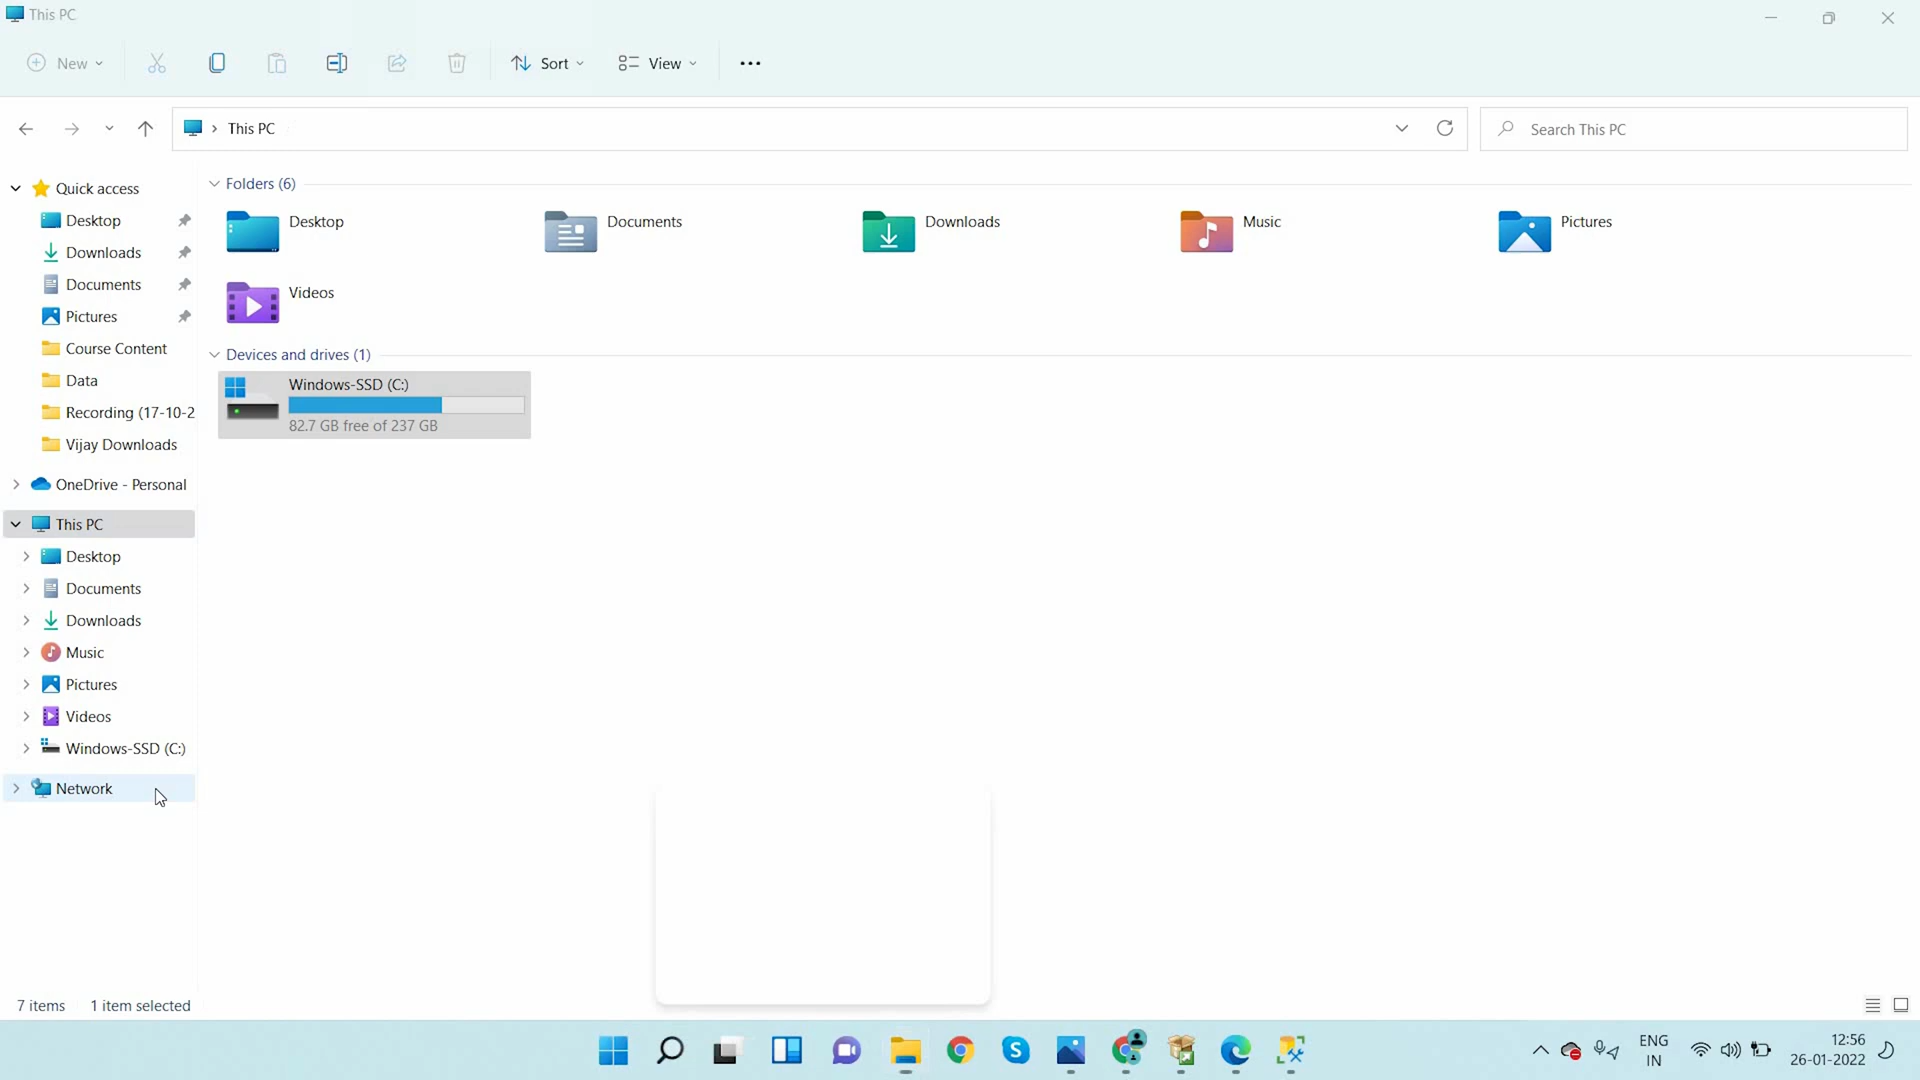 This PC
New
Sort
View
This PC
Search This PC
Quick access
Desktop
Downloads
Documents
Pictures
Course Content
Data
Recording (17-10-2
Vijay Downloads
OneDrive - Personal
This PC
Desktop
Documents
Downloads
Music
Pictures
Videos
Windows-SSD (C:)
Network
Folders (6)
Desktop
Documents
Downloads
Music
Pictures
Videos
Devices and drives (1)
Windows-SSD (C:)
82.7 GB free of 237 GB
7 items 1 item selected
ENG
IN
12:56
26-01-2022